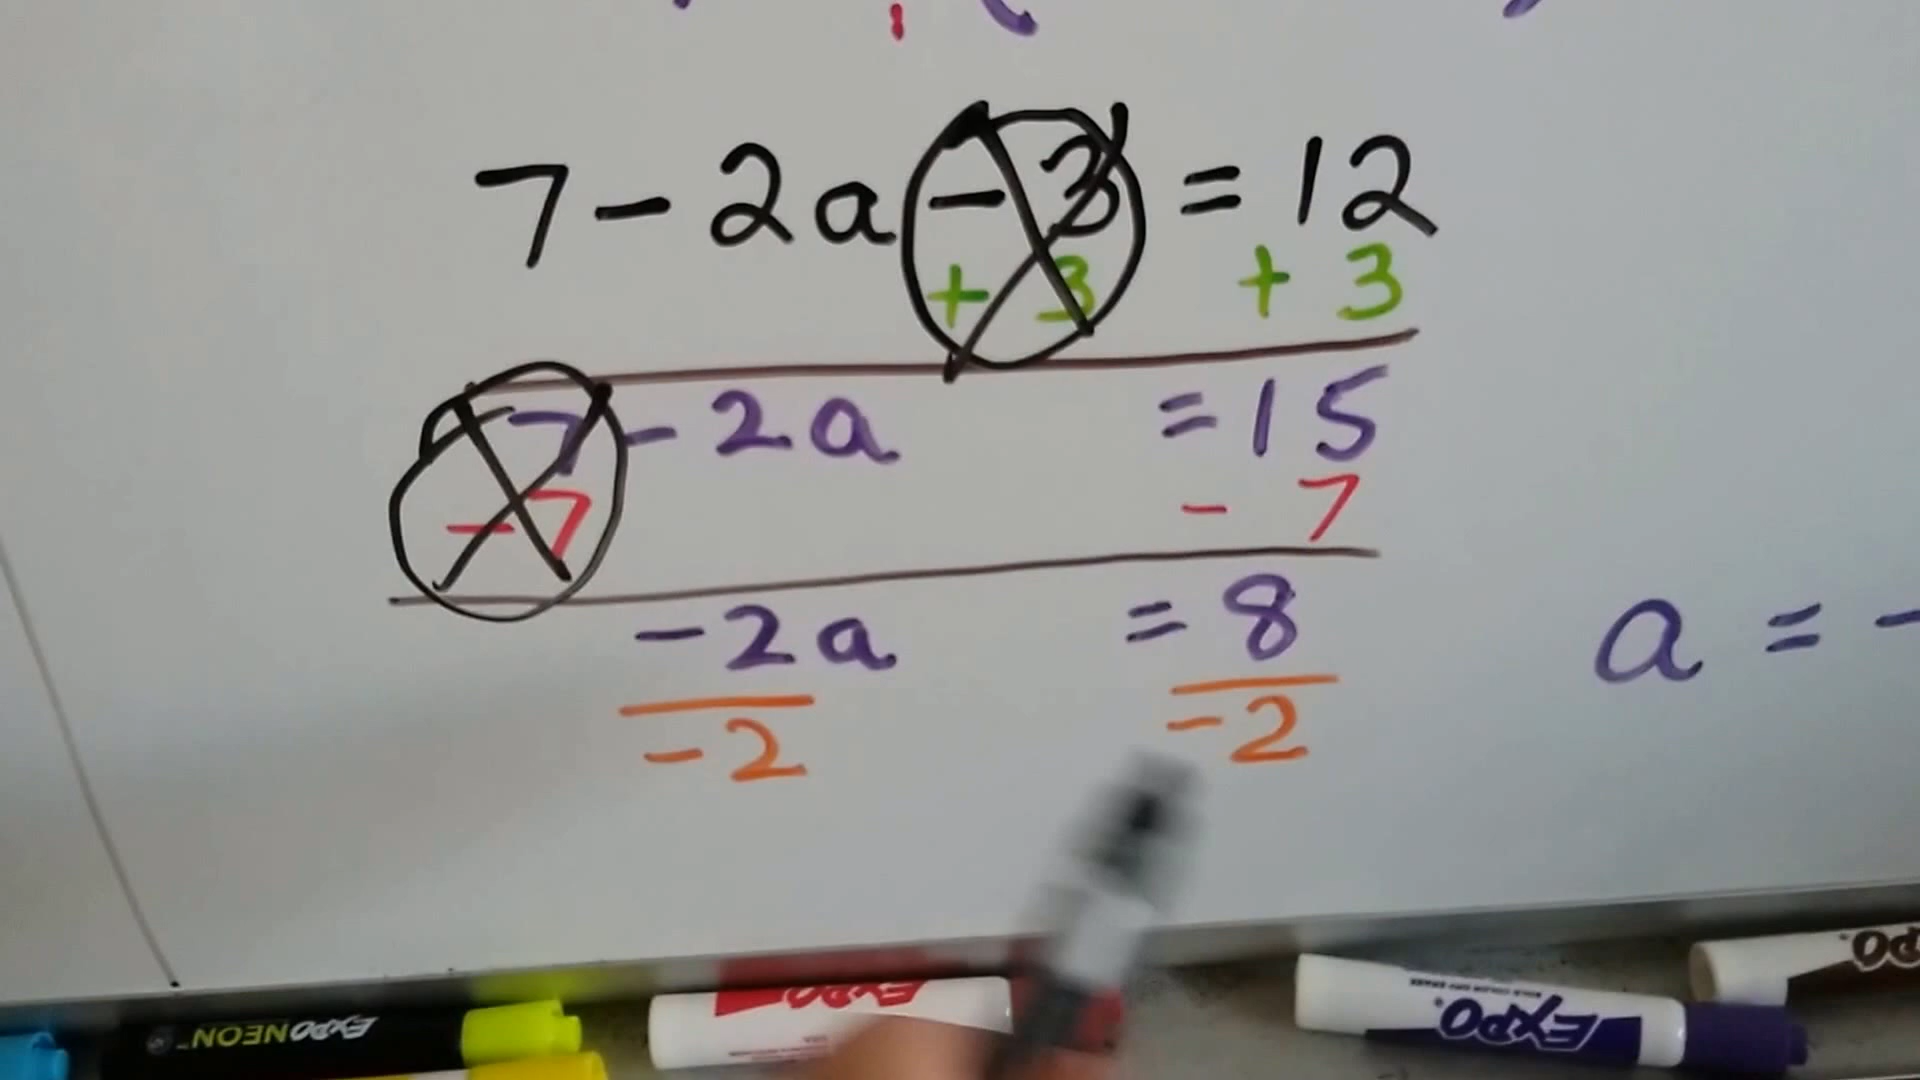 7 - 2a - 3 = 12
+ 3 + 3
7 - 2a = 15
- 7 - 7
- 2a = 8 a = -
- 2 - 2
EXPO NEON
EXPO
EXPO
EXPO